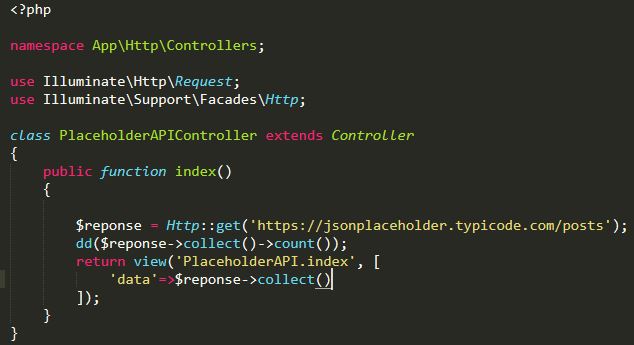 <?php
namespace App\Http\Controllers;
use Illuminate\Http\Request;
use Illuminate\Support\Facades\Http;
class PlaceholderAPIController extends Controller
{
    public function index()
    {
        $reponse = Http::get('https://jsonplaceholder.typicode.com/posts');
        dd($reponse->collect()->count());
        return view('PlaceholderAPI.index', [
            'data'=>$reponse->collect()
        ]);
    }
}